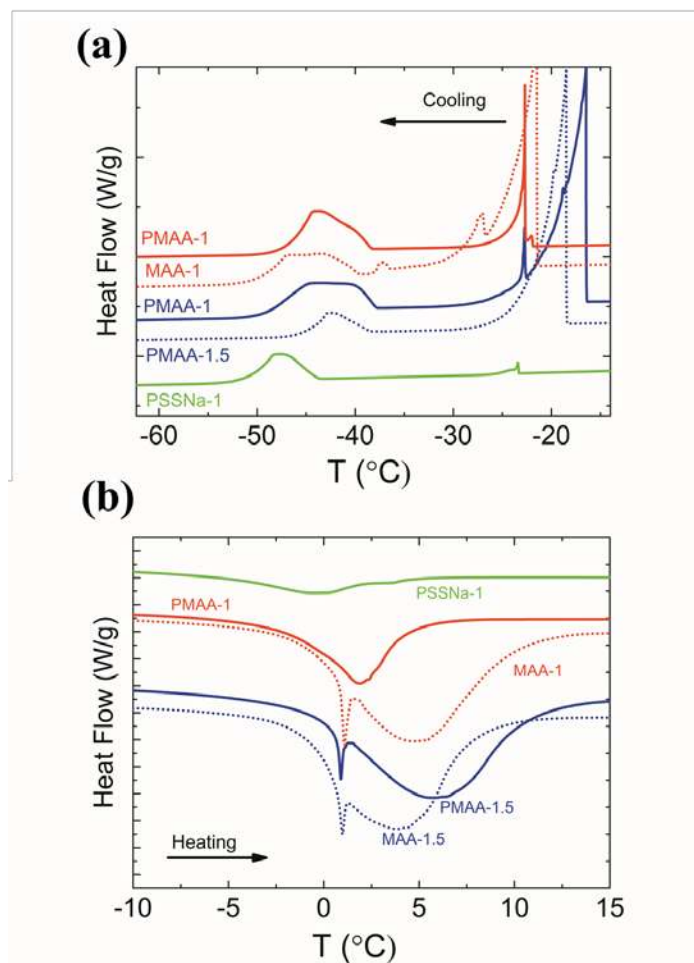 (a)
Cooling
Heat Flow (W/g)
PMAA-1
MAA-1
PMAA-1
PMAA-1.5
PSSNa-1
-60 -50 -40 -30 -20
T (°C)
(b)
PMAA-1
PSSNa-1
MAA-1
Heat Flow (W/g)
PMAA-1.5
Heating
MAA-1.5
-10 -5 0 5 10 15
T (°C)